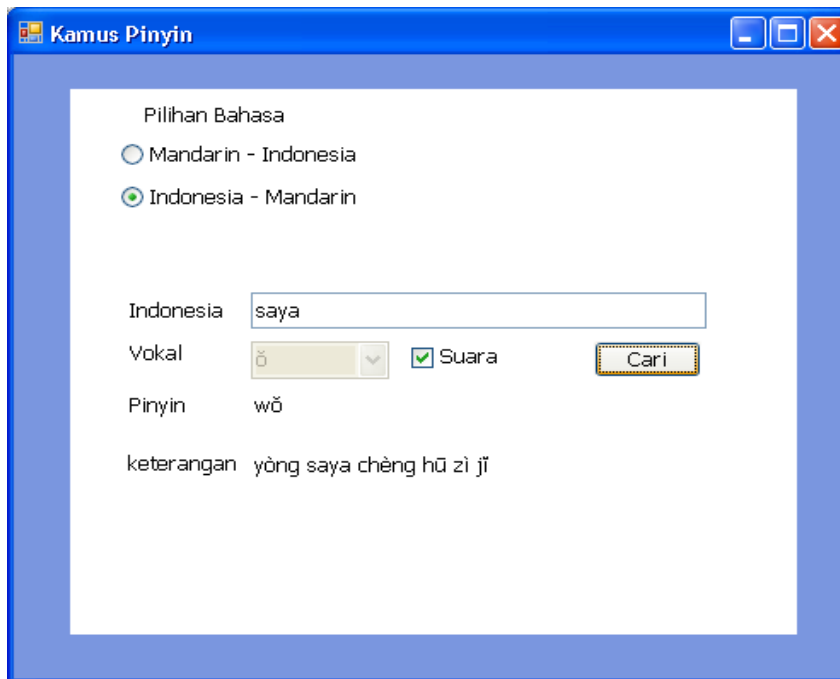 Kamus Pinyin
Pilihan Bahasa
Mandarin - Indonesia
Indonesia - Mandarin
Indonesia saya
Vokal ǒ Suara Cari
Pinyin wǒ
keterangan yòng saya chèng hū zì jǐ